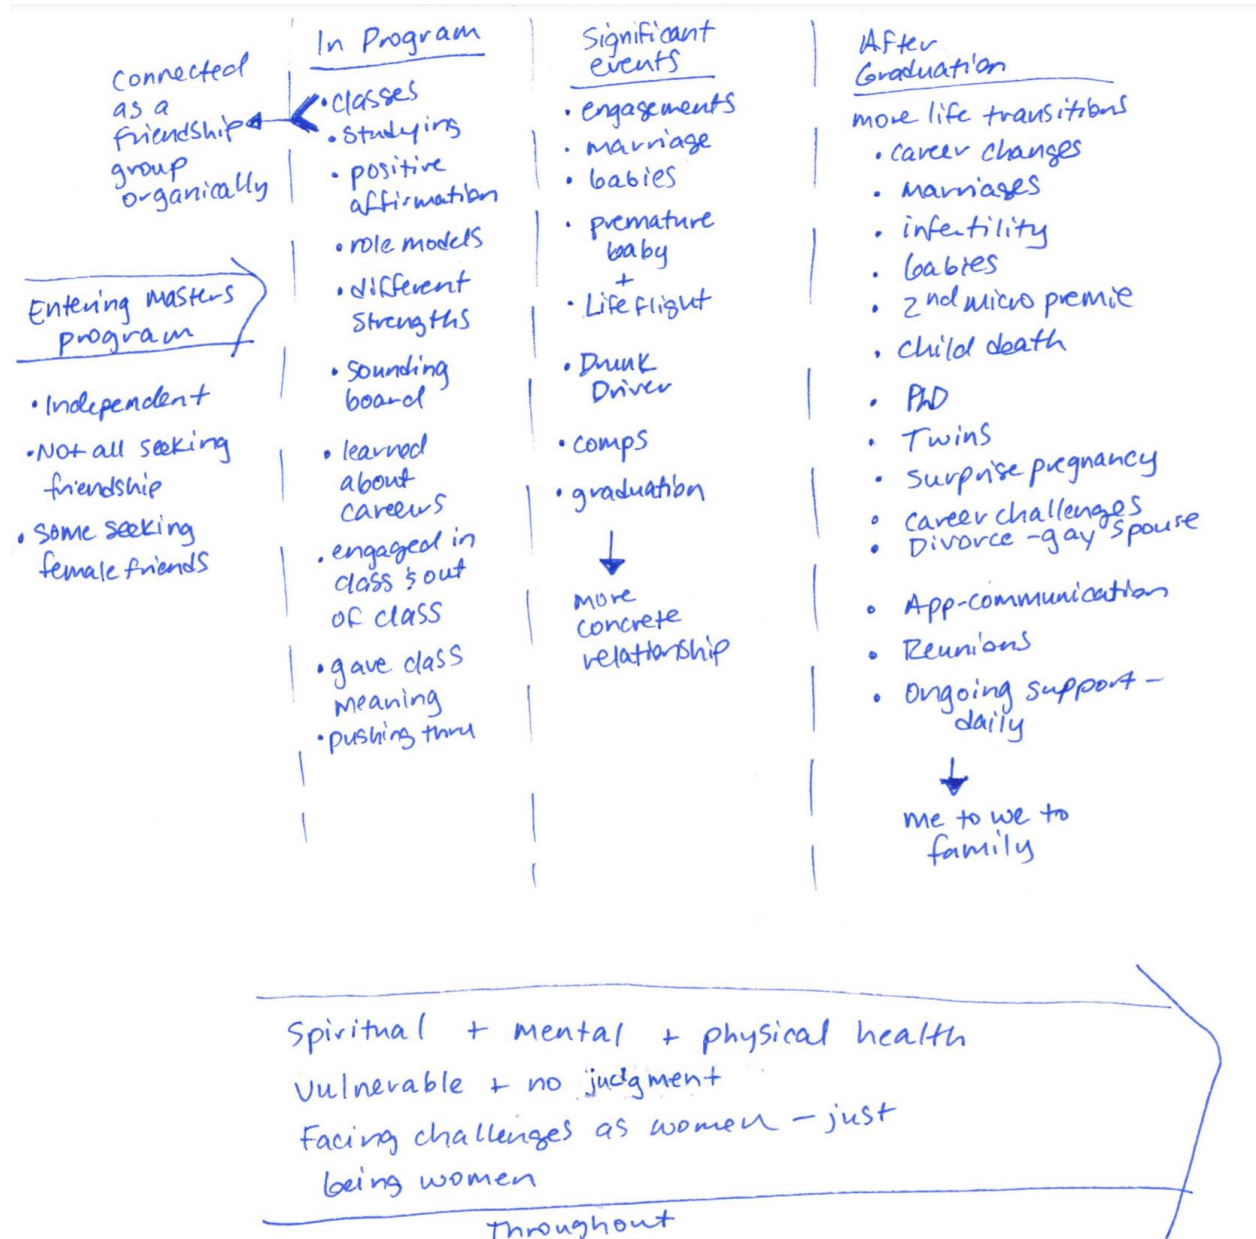 Connected
as a
friendship
group
organically
Entering Masters
program
• Independent
• Not all seeking
friendship
• Some seeking
female friends
In Program
• classes
• studying
• positive
affirmation
• role models
• different
strengths
• sounding
board
• learned
about
careers
• engaged in
class & out
of class
• gave class
meaning
• pushing thru
Significant
events
• engagements
• marriage
• babies
• premature
baby
+
• Life flight
• Drunk
Driver
• comps
• graduation
more
concrete
relationship
After
Graduation
more life transitions
• career changes
• marriages
• infertility
• babies
• 2nd micro premie
• child death
• PhD
• Twins
• surprise pregnancy
• career challenges
• Divorce - gay spouse
• App-communication
• Reunions
• Ongoing support -
daily
me to we to
family
Spiritual + mental + physical health
Vulnerable + no judgment
Facing challenges as women - just
being women
Throughout